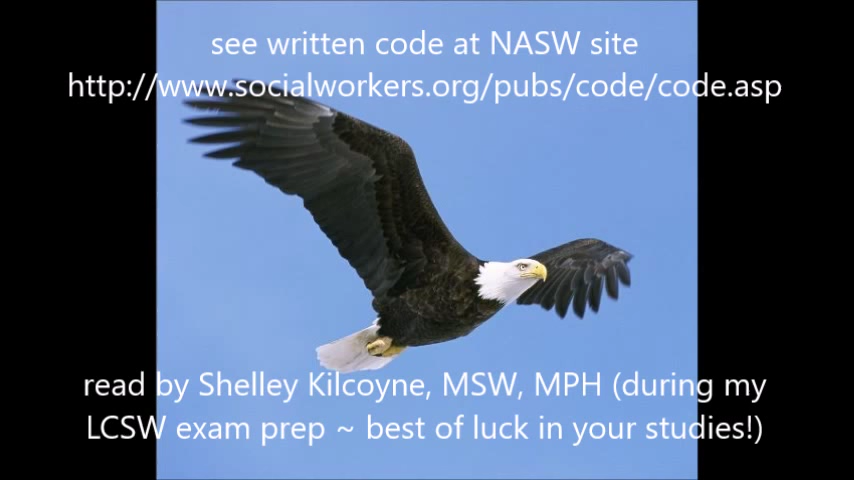 see written code at NASW site
http://www.socialworkers.org/pubs/code/code.asp
read by Shelley Kilcoyne, MSW, MPH (during my
LCSW exam prep ~ best of luck in your studies!)